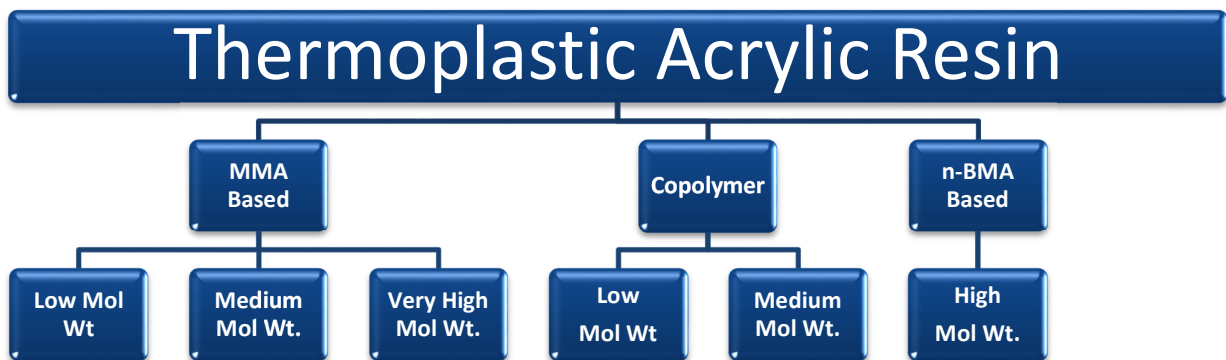 Thermoplastic Acrylic Resin
MMA
Based
Copolymer
n-BMA
Based
Low Mol
Wt
Medium
Mol Wt.
Very High
Mol Wt.
Low
Mol Wt
Medium
Mol Wt.
High
Mol Wt.